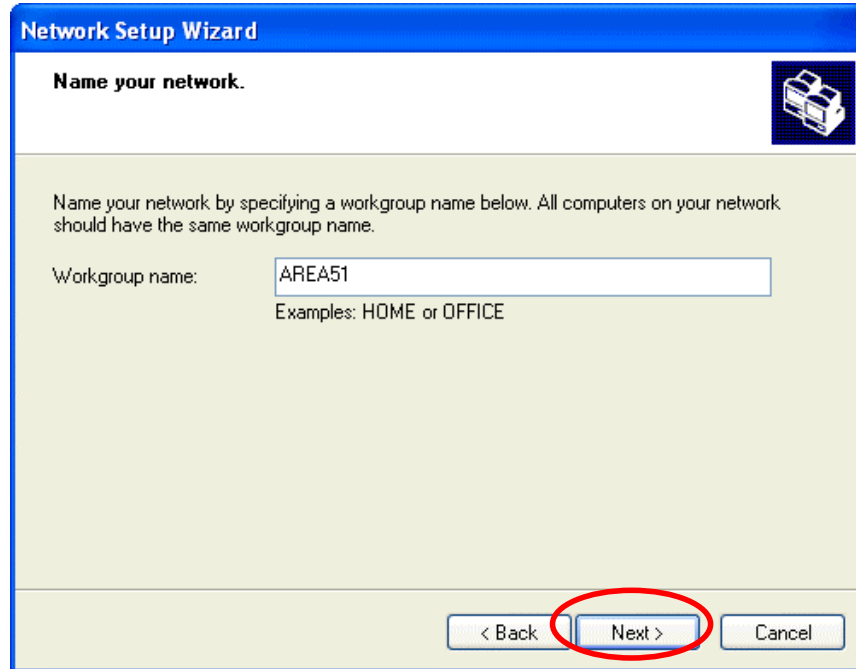 Network Setup Wizard
Name your network.
Name your network by specifying a workgroup name below. All computers on your network
should have the same workgroup name.
Workgroup name: AREA51
Examples: HOME or OFFICE
< Back Next > Cancel